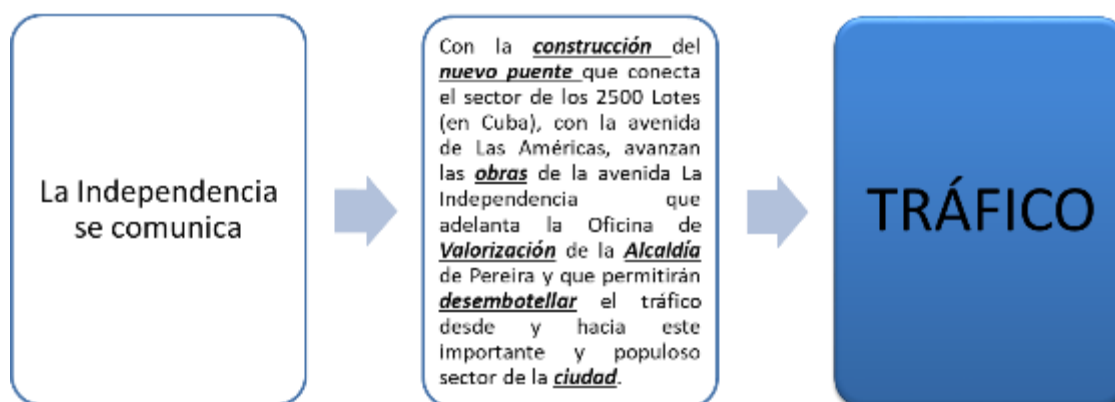 La Independencia
se comunica
Con la construcción del
nuevo puente que conecta
el sector de los 2500 Lotes
(en Cuba), con la avenida
de Las Américas, avanzan
las obras de la avenida La
Independencia que
adelanta la Oficina de
Valorización de la Alcaldía
de Pereira y que permitirán
desembotellar el tráfico
desde y hacia este
importante y populoso
sector de la ciudad.
TRÁFICO